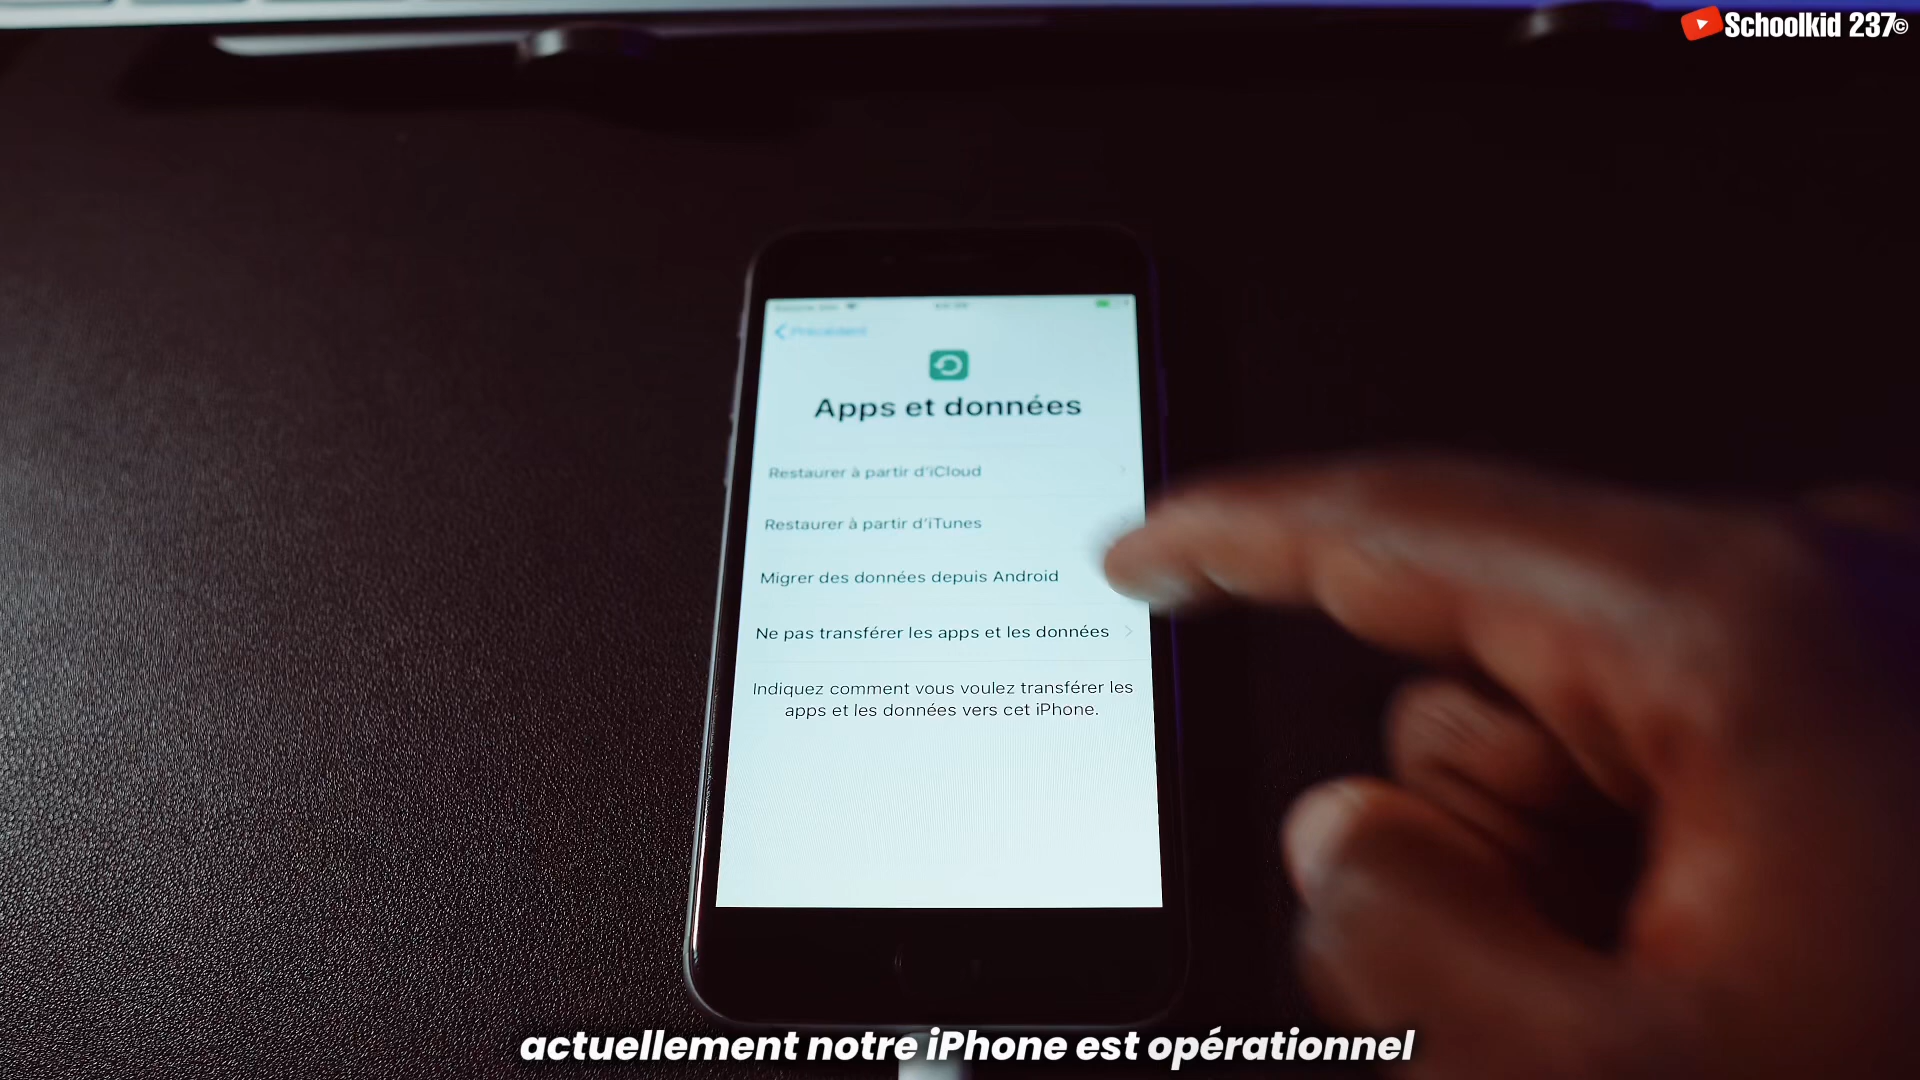 Schoolkid 237©
Précédent
Apps et données
Restaurer à partir d'iCloud
Restaurer à partir d'iTunes
Migrer des données depuis Android
Ne pas transférer les apps et les données
Indiquez comment vous voulez transférer les
apps et les données vers cet iPhone.
actuellement notre iPhone est opérationnel